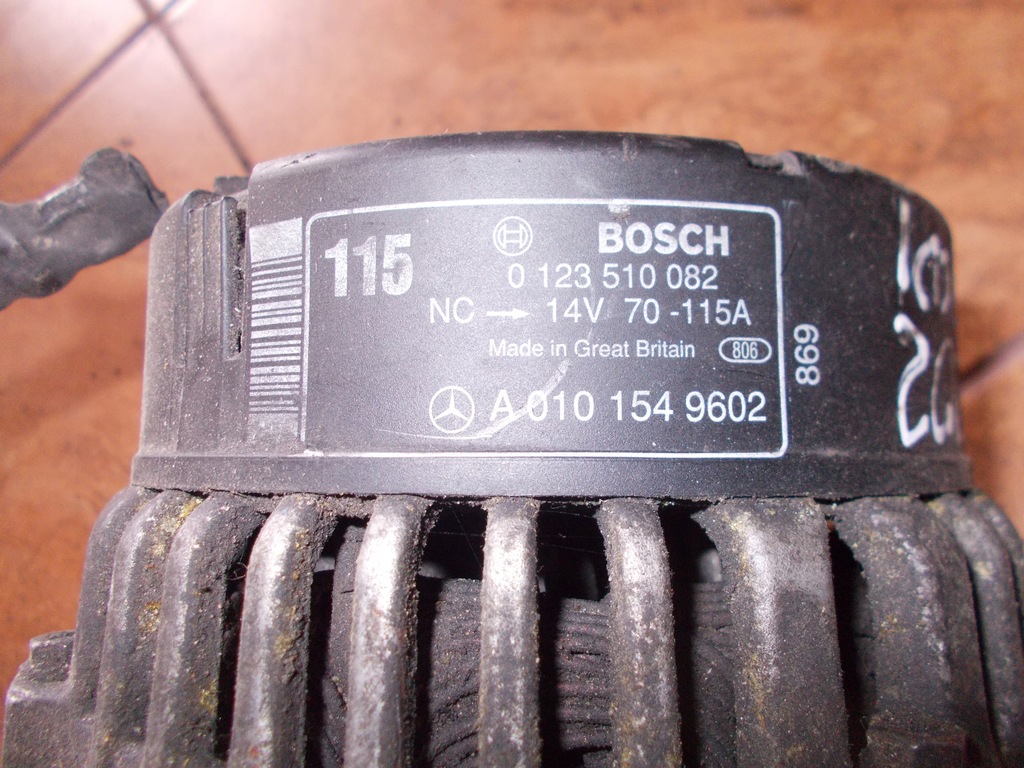 115
BOSCH
0 123 510 082
NC → 14V 70 -115A
Made in Great Britain 806
A 010 154 9602
869